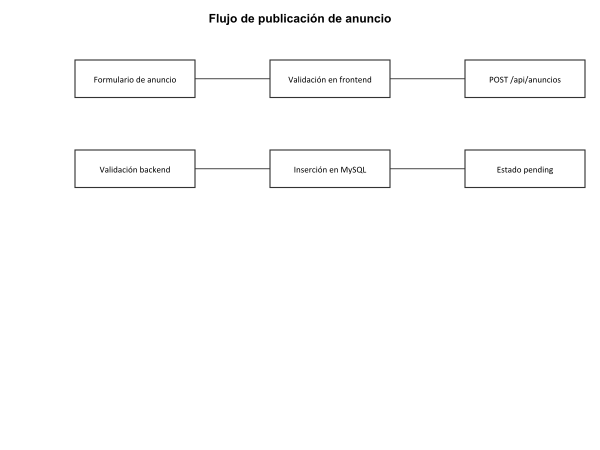 Flujo de publicación de anuncio
Formulario de anuncio
Validación en frontend
POST /api/anuncios
Validación backend
Inserción en MySQL
Estado pending